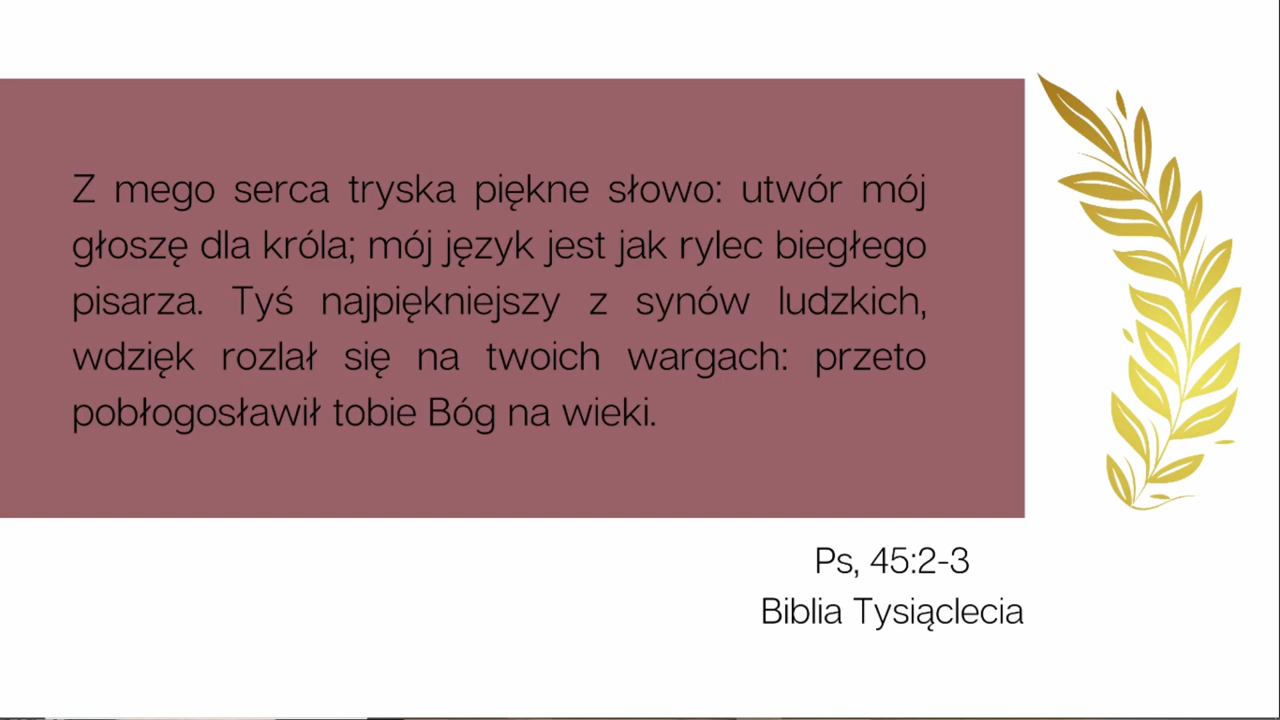 Z mego serca tryska piękne słowo: utwór mój
głoszę dla króla; mój język jest jak rylec biegłego
pisarza. Tyś najpiękniejszy z synów ludzkich,
wdzięk rozlał się na twoich wargach: przeto
pobłogosławił tobie Bóg na wieki.
Ps, 45:2-3
Biblia Tysiąclecia